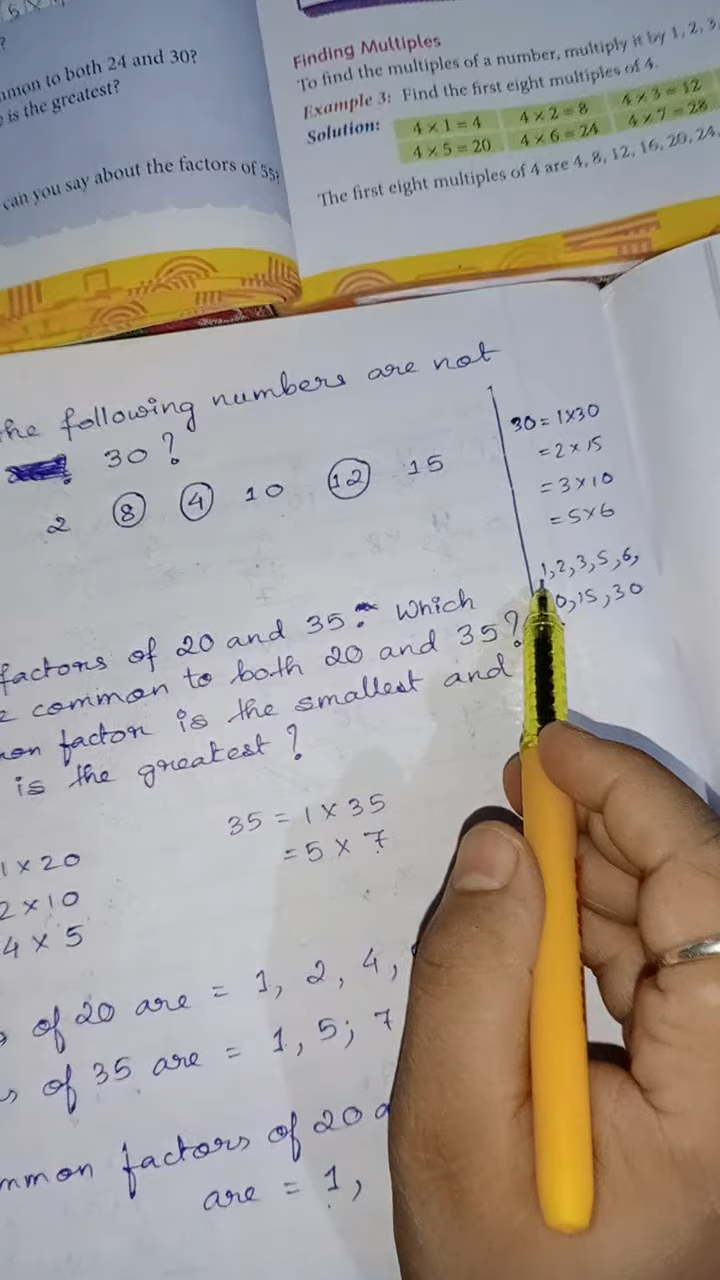 ?
mmon to both 24 and 30?
is the greatest?
can you say about the factors of 55?
Finding Multiples
To find the multiples of a number, multiply it by 1, 2, 3,
Example 3: Find the first eight multiples of 4.
Solution:
4 × 1 = 4 4 × 2 = 8 4 × 3 = 12
4 × 5 = 20 4 × 6 = 24 4 × 7 = 28
The first eight multiples of 4 are 4, 8, 12, 16, 20, 24,
he following numbers are not
30?
2 8 4 10 12 15
30 = 1×30
= 2×15
= 3×10
= 5×6
1, 2, 3, 5, 6,
0, 15, 30
factors of 20 and 35. Which
common to both 20 and 35?
mon factor is the smallest and
is the greatest?
35 = 1 × 35
= 5 × 7
1 × 20
2 × 10
4 × 5
of 20 are = 1, 2, 4,
of 35 are = 1, 5; 7
mmon factors of 20 a
are = 1,